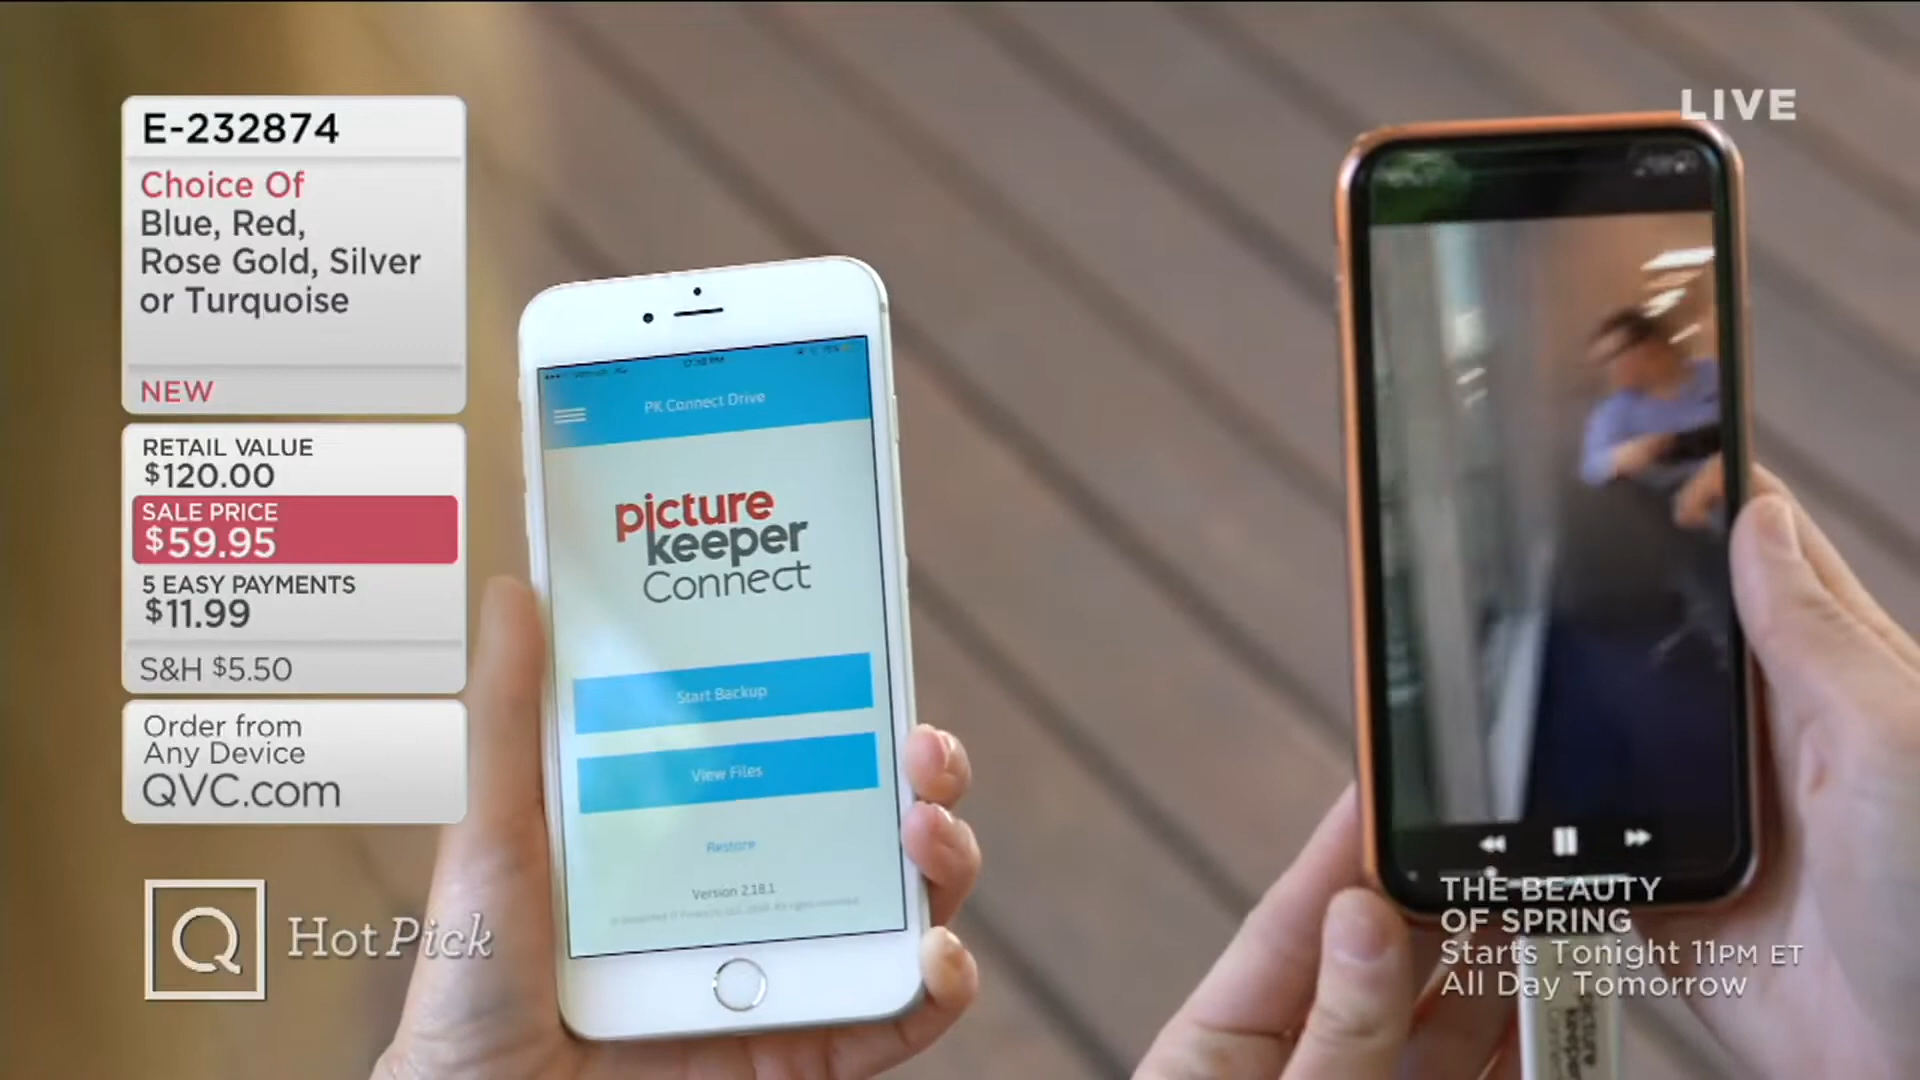 E-232874
Choice Of
Blue, Red,
Rose Gold, Silver
or Turquoise
NEW
RETAIL VALUE
$120.00
SALE PRICE
$59.95
5 EASY PAYMENTS
$11.99
S&H $5.50
Order from
Any Device
QVC.com
Q
Hot Pick
PK Connect Drive
picture
keeper
Connect
Start Backup
View Files
Restore
Version 2.18.1
LIVE
THE BEAUTY
OF SPRING
Starts Tonight 11PM ET
All Day Tomorrow
picture
keeper
Connect